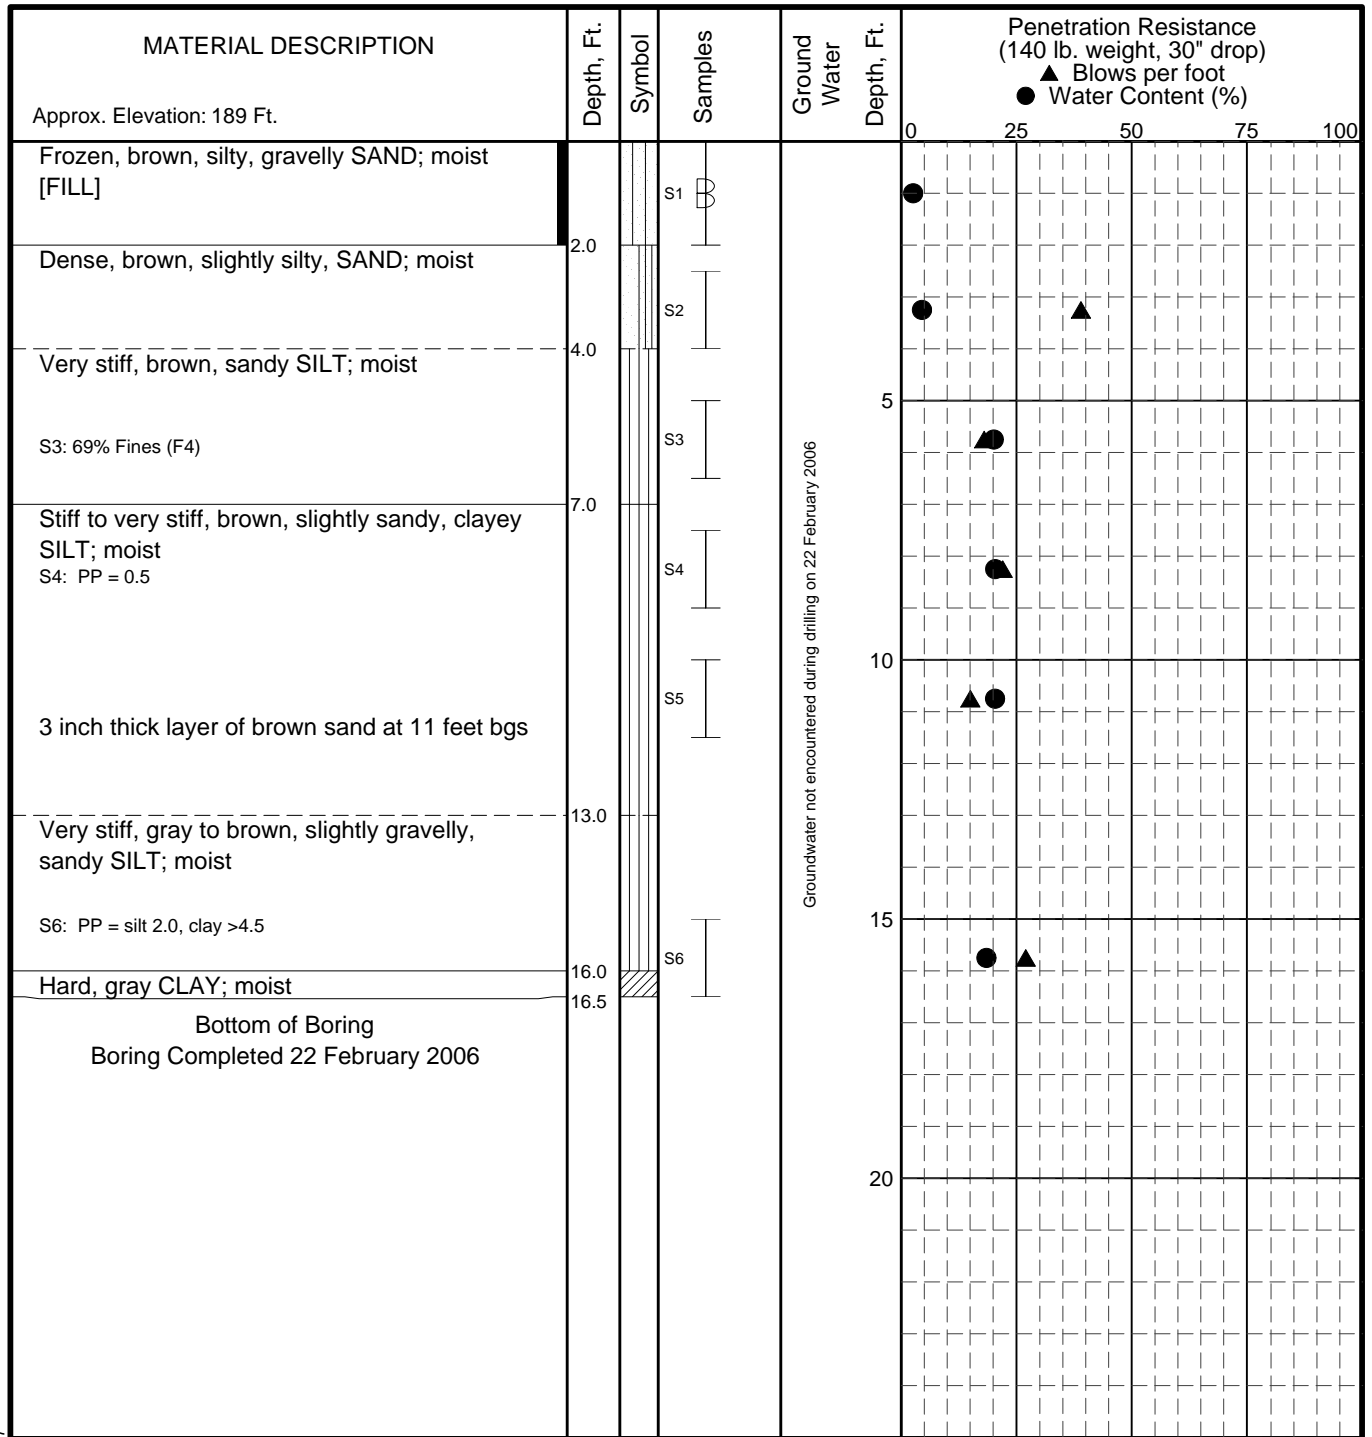 MATERIAL DESCRIPTION
Approx. Elevation: 189 Ft.
Depth, Ft.
Symbol
Samples
Ground
Water
Depth, Ft.
Penetration Resistance
(140 lb. weight, 30" drop)
▲ Blows per foot
● Water Content (%)
0 25 50 75 100
Frozen, brown, silty, gravelly SAND; moist
[FILL]
S1
2.0
Dense, brown, slightly silty, SAND; moist
S2
4.0
Very stiff, brown, sandy SILT; moist
5
S3: 69% Fines (F4)
S3
7.0
Stiff to very stiff, brown, slightly sandy, clayey
SILT; moist
S4: PP = 0.5
S4
10
3 inch thick layer of brown sand at 11 feet bgs
S5
Groundwater not encountered during drilling on 22 February 2006
13.0
Very stiff, gray to brown, slightly gravelly,
sandy SILT; moist
15
S6: PP = silt 2.0, clay >4.5
S6
16.0
Hard, gray CLAY; moist
16.5
Bottom of Boring
Boring Completed 22 February 2006
20